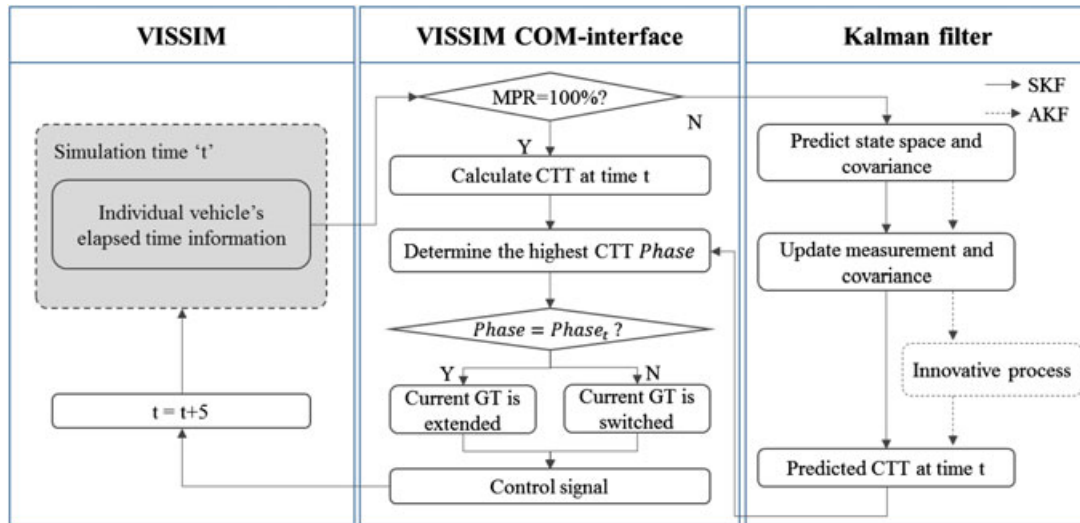 VISSIM
Simulation time ‘t’
Individual vehicle’s
elapsed time information
t = t+5
VISSIM COM-interface
MPR=100%?
N
Y
Calculate CTT at time t
Determine the highest CTT Phase
Phase = Phaseₜ ?
Y
N
Current GT is
extended
Current GT is
switched
Control signal
Kalman filter
SKF
AKF
Predict state space and
covariance
Update measurement and
covariance
Innovative process
Predicted CTT at time t